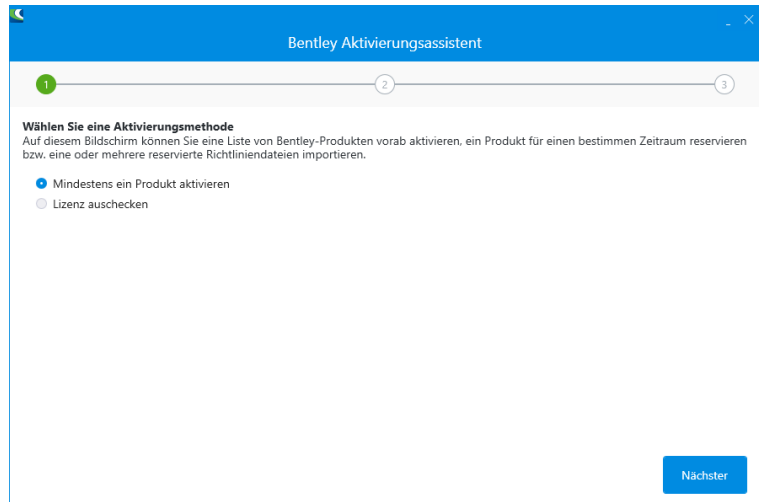 Bentley Aktivierungsassistent
1
2
3
Wählen Sie eine Aktivierungsmethode
Auf diesem Bildschirm können Sie eine Liste von Bentley-Produkten vorab aktivieren, ein Produkt für einen bestimmen Zeitraum reservieren
bzw. eine oder mehrere reservierte Richtliniendateien importieren.
Mindestens ein Produkt aktivieren
Lizenz auschecken
Nächster